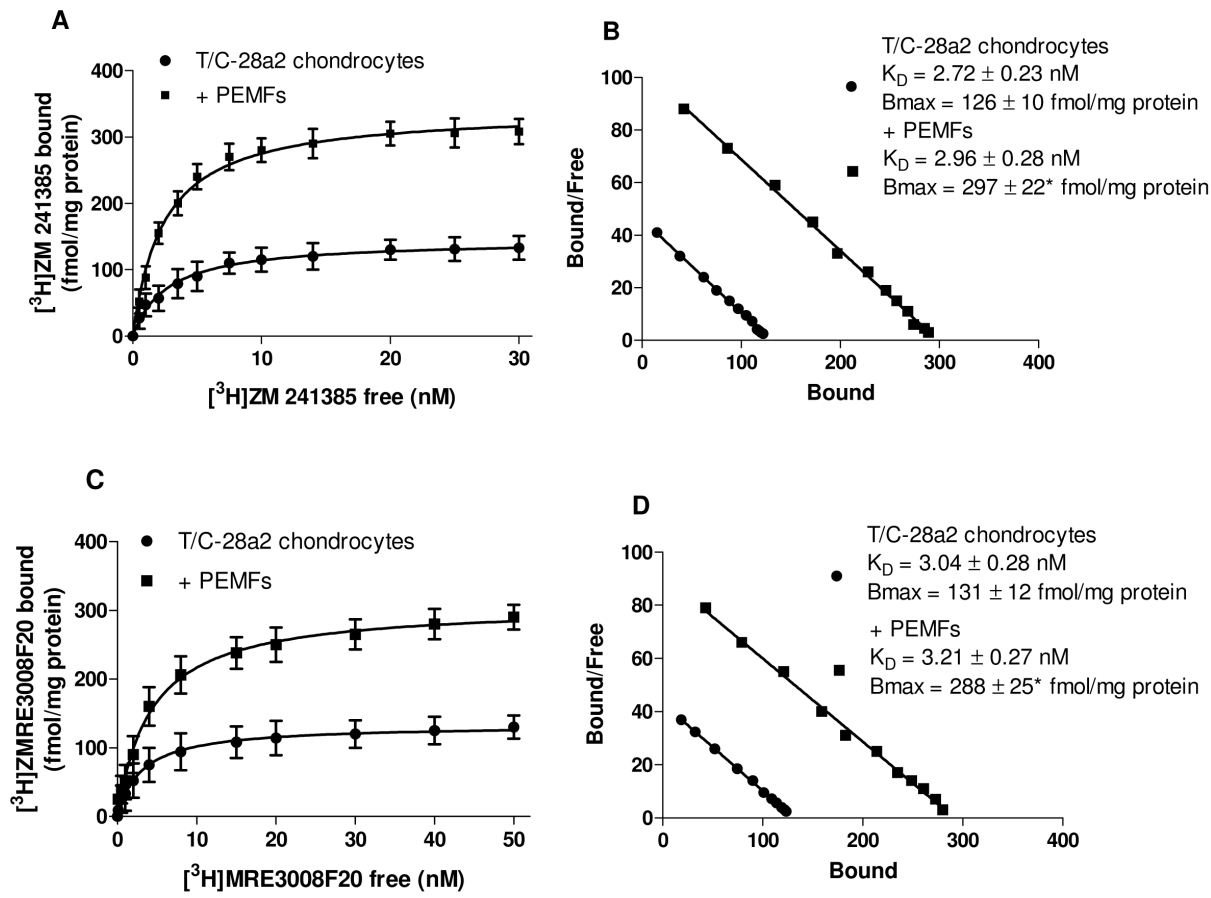 A
T/C-28a2 chondrocytes
+ PEMFs
[³H]ZM 241385 bound
(fmol/mg protein)
400
300
200
100
0
0 10 20 30
[³H]ZM 241385 free (nM)
B
T/C-28a2 chondrocytes
K_D = 2.72 ± 0.23 nM
Bmax = 126 ± 10 fmol/mg protein
+ PEMFs
K_D = 2.96 ± 0.28 nM
Bmax = 297 ± 22* fmol/mg protein
Bound/Free
100
80
60
40
20
0
0 100 200 300 400
Bound
C
T/C-28a2 chondrocytes
+ PEMFs
[³H]ZMRE3008F20 bound
(fmol/mg protein)
400
300
200
100
0
0 10 20 30 40 50
[³H]MRE3008F20 free (nM)
D
T/C-28a2 chondrocytes
K_D = 3.04 ± 0.28 nM
Bmax = 131 ± 12 fmol/mg protein
+ PEMFs
K_D = 3.21 ± 0.27 nM
Bmax = 288 ± 25* fmol/mg protein
Bound/Free
100
80
60
40
20
0
0 100 200 300 400
Bound